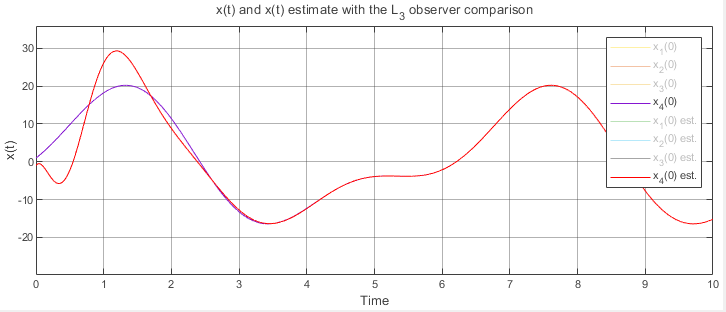 x(t) and x(t) estimate with the L3 observer comparison
30
20
10
0
-10
-20
x(t)
0 1 2 3 4 5 6 7 8 9 10
Time
x1(0)
x2(0)
x3(0)
x4(0)
x1(0) est.
x2(0) est.
x3(0) est.
x4(0) est.